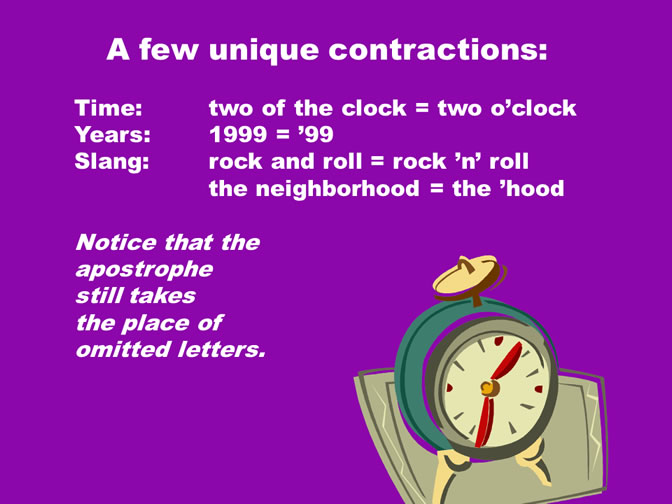 A few unique contractions:
Time: two of the clock = two o’clock
Years: 1999 = ’99
Slang: rock and roll = rock ’n’ roll
the neighborhood = the ’hood
Notice that the
apostrophe
still takes
the place of
omitted letters.